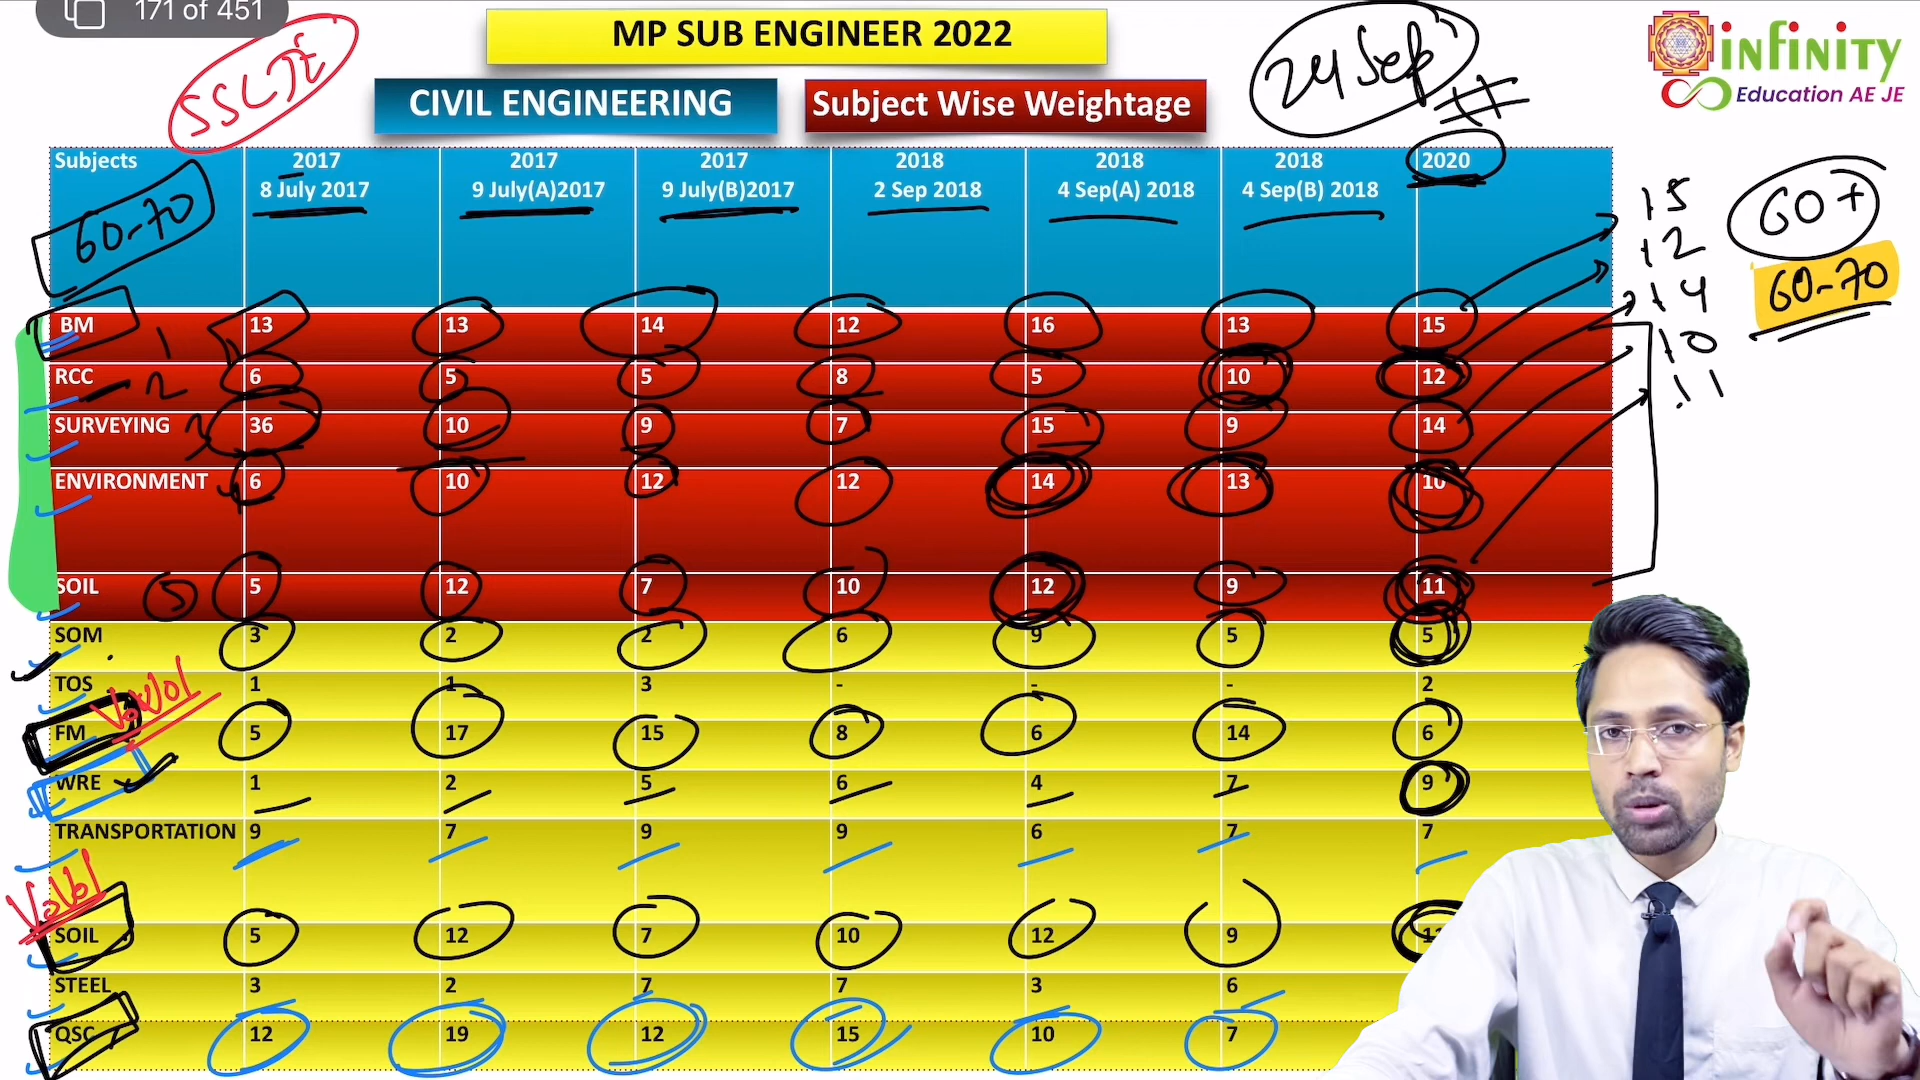 171 of 451
MP SUB ENGINEER 2022
infinity
Education AE JE
CIVIL ENGINEERING
Subject Wise Weightage
SSC JE
24 Sep
Subjects 2017 2017 2017 2018 2018 2018 2020
8 July 2017 9 July(A)2017 9 July(B)2017 2 Sep 2018 4 Sep(A) 2018 4 Sep(B) 2018
60-70
15
12
14
10
11
60+
60-70
BM 1 13 13 14 12 16 13 15
RCC 2 6 5 5 8 5 10 12
SURVEYING 36 10 9 7 15 9 14
ENVIRONMENT 6 10 12 12 14 13 10
SOIL 5 5 12 7 10 12 9 11
SOM 3 2 2 6 9 5 5
TOS 1 1 3 - - - 2
FM 5 17 15 8 6 14 6
WRE 1 2 5 6 4 7 9
TRANSPORTATION 9 7 9 9 6 7 7
SOIL 5 12 7 10 12 9
STEEL 3 2 7 7 3 6
QSC 12 19 12 15 10 7